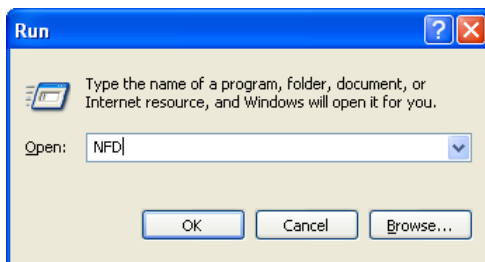 Run
Type the name of a program, folder, document, or
Internet resource, and Windows will open it for you.
Open: NFD
OK Cancel Browse...